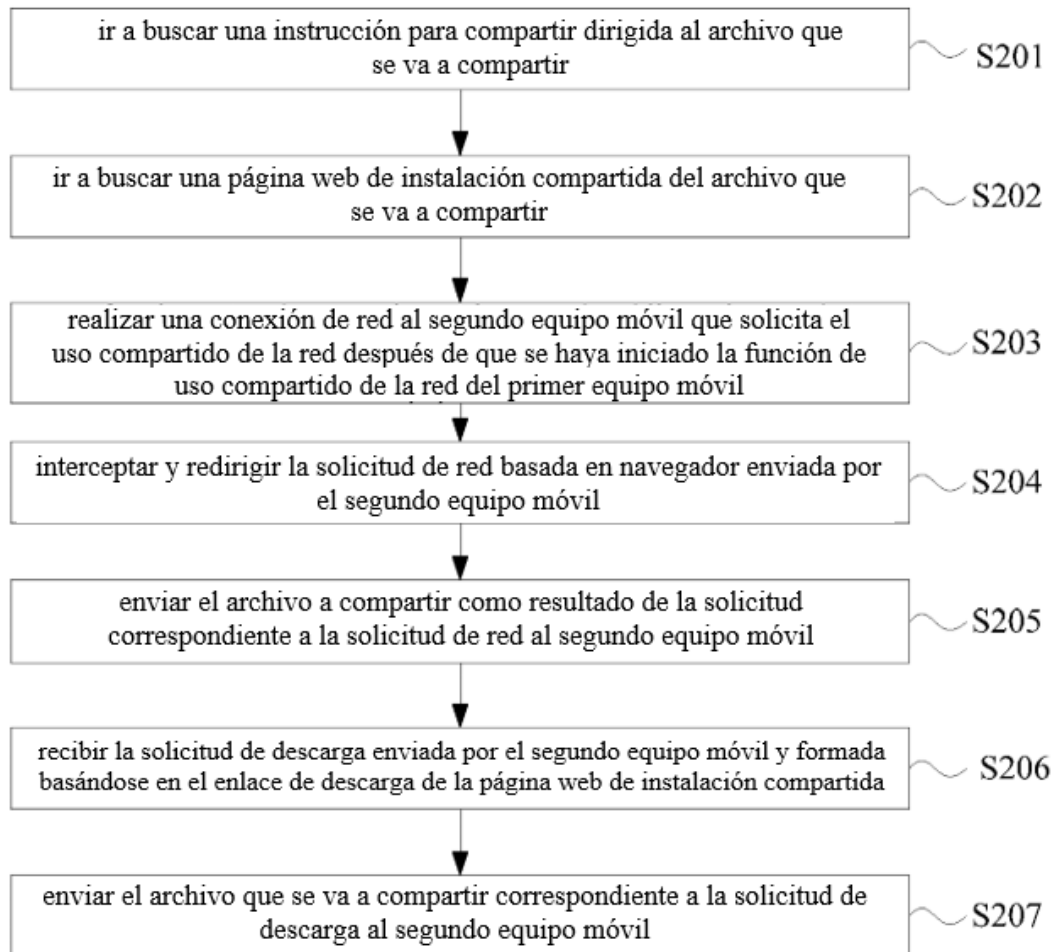 ir a buscar una instrucción para compartir dirigida al archivo que
se va a compartir
S201
ir a buscar una página web de instalación compartida del archivo que
se va a compartir
S202
realizar una conexión de red al segundo equipo móvil que solicita el
uso compartido de la red después de que se haya iniciado la función de
uso compartido de la red del primer equipo móvil
S203
interceptar y redirigir la solicitud de red basada en navegador enviada por
el segundo equipo móvil
S204
enviar el archivo a compartir como resultado de la solicitud
correspondiente a la solicitud de red al segundo equipo móvil
S205
recibir la solicitud de descarga enviada por el segundo equipo móvil y formada
basándose en el enlace de descarga de la página web de instalación compartida
S206
enviar el archivo que se va a compartir correspondiente a la solicitud de
descarga al segundo equipo móvil
S207